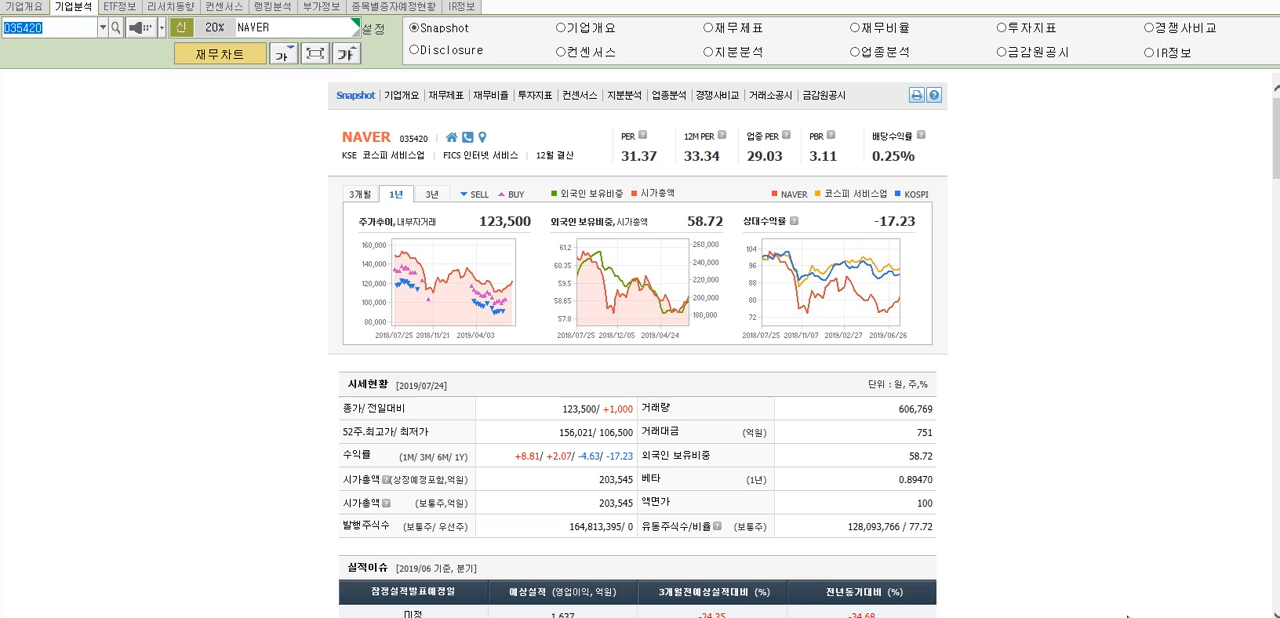 기업개요 기업분석 ETF정보 리서치동향 컨센서스 랭킹분석 부가정보 종목별증자예정현황 IR정보
035420 신 20% NAVER 설정
재무차트 가 가
Snapshot 기업개요 재무제표 재무비율 투자지표 경쟁사비교
Disclosure 컨센서스 지분분석 업종분석 금감원공시 IR정보
Snapshot 기업개요 재무제표 재무비율 투자지표 컨센서스 지분분석 업종분석 경쟁사비교 거래소공시 금감원공시
NAVER 035420
KSE 코스피 서비스업 FICS 인터넷 서비스 12월 결산
PER 12M PER 업종 PER PBR 배당수익률
31.37 33.34 29.03 3.11 0.25%
3개월 1년 3년 SELL BUY 외국인 보유비중 시가총액 NAVER 코스피 서비스업 KOSPI
주가추이, 내부자거래 123,500 외국인 보유비중, 시가총액 58.72 상대수익률 -17.23
160,000
140,000
120,000
100,000
80,000
2018/07/25 2018/11/21 2019/04/03
61.2
60.35
59.5
58.65
57.8
260,000
240,000
220,000
200,000
180,000
2018/07/25 2018/12/05 2019/04/24
104
96
88
80
72
2018/07/25 2018/11/07 2019/02/27 2019/06/26
시세현황 [2019/07/24] 단위 : 원, 주,%
종가/ 전일대비 123,500/ +1,000 거래량 606,769
52주.최고가/ 최저가 156,021/ 106,500 거래대금 (억원) 751
수익률 (1M/ 3M/ 6M/ 1Y) +8.81/ +2.07/ -4.63/ -17.23 외국인 보유비중 58.72
시가총액 (상장예정포함,억원) 203,545 베타 (1년) 0.89470
시가총액 (보통주,억원) 203,545 액면가 100
발행주식수 (보통주/ 우선주) 164,813,395/ 0 유동주식수/비율 (보통주) 128,093,766 / 77.72
실적이슈 [2019/06 기준, 분기]
잠정실적발표예정일 예상실적 (영업이익, 억원) 3개월전예상실적대비 (%) 전년동기대비 (%)
미정 1,637 -24.35 -34.68